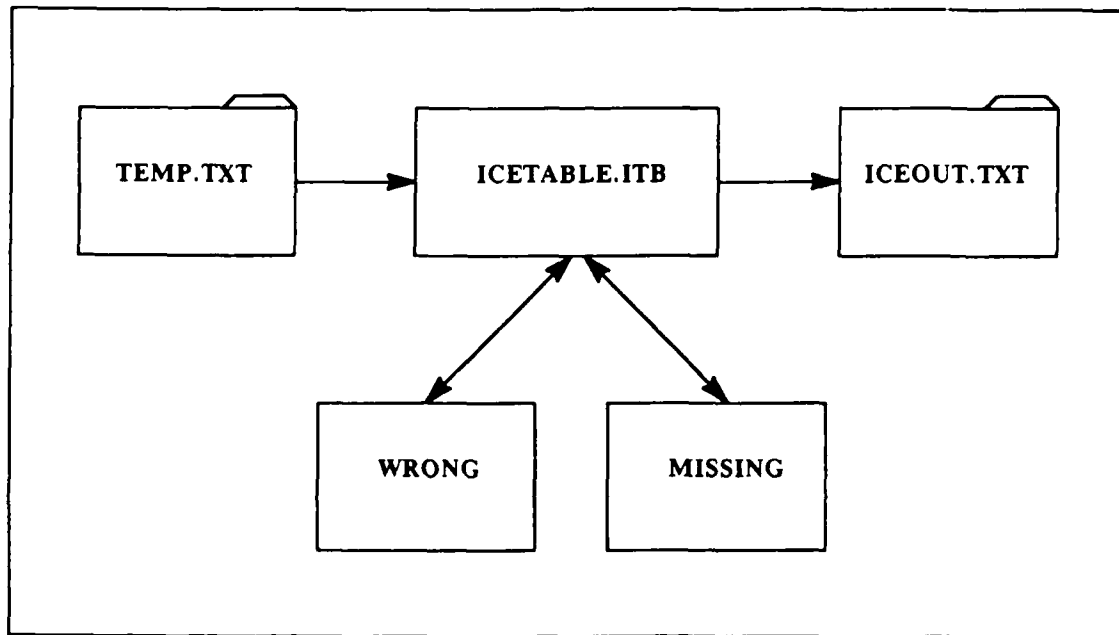 TEMP.TXT
ICETABLE.ITB
ICEOUT.TXT
WRONG
MISSING